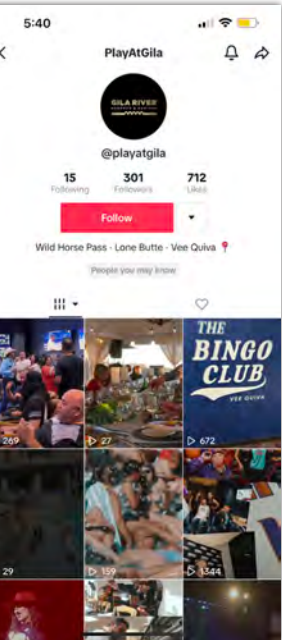 5:40
PlayAtGila
GILA RIVER
@playatgila
15 301 712
Following Followers Likes
Follow
Wild Horse Pass · Lone Butte · Vee Quiva
People you may know
THE
BINGO
CLUB
VEE QUIVA
269 27 672
29 159 1344